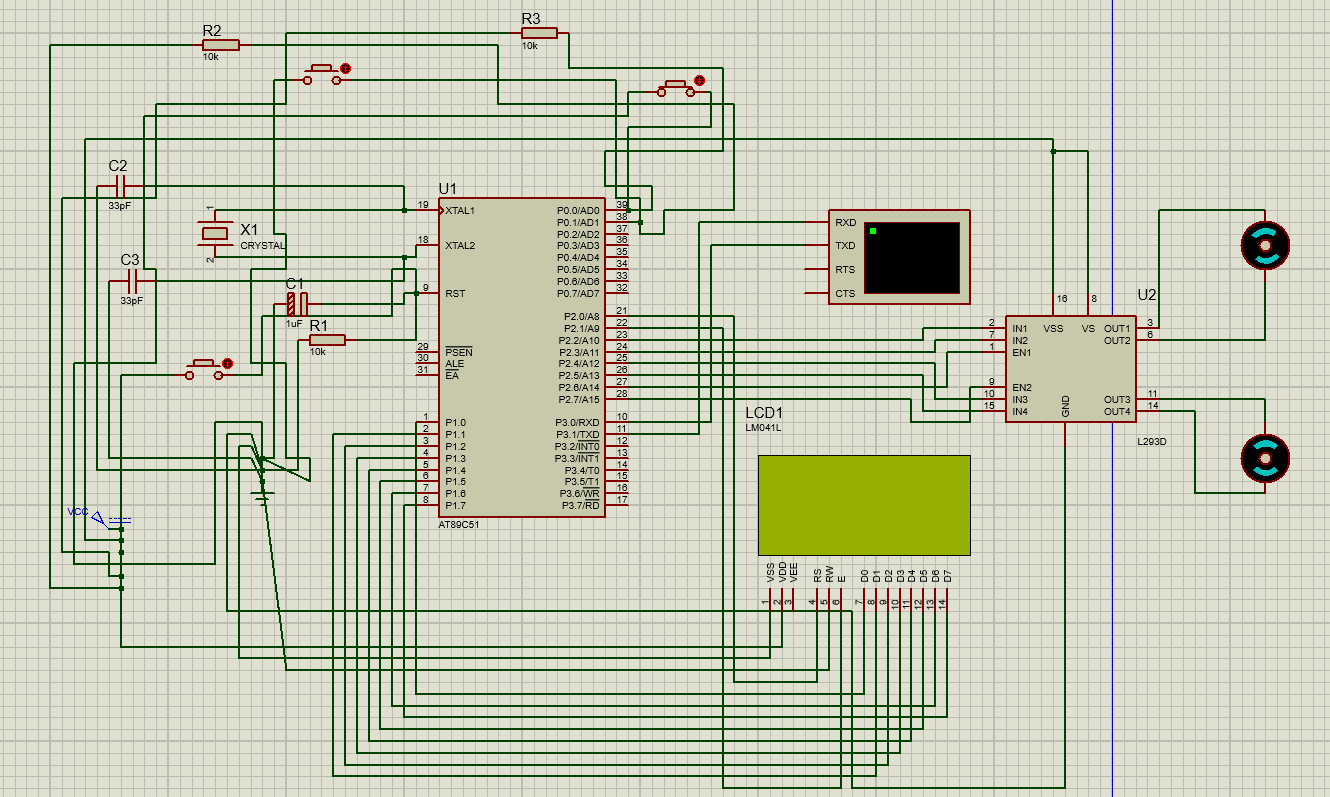 R2
10k
R3
10k
C2
33pF
X1
CRYSTAL
1
2
C3
33pF
C1
1uF
R1
10k
VCC
U1
19 XTAL1
18 XTAL2
9 RST
29 PSEN
30 ALE
31 EA
1 P1.0
2 P1.1
3 P1.2
4 P1.3
5 P1.4
6 P1.5
7 P1.6
8 P1.7
P0.0/AD0 39
P0.1/AD1 38
P0.2/AD2 37
P0.3/AD3 36
P0.4/AD4 35
P0.5/AD5 34
P0.6/AD6 33
P0.7/AD7 32
P2.0/A8 21
P2.1/A9 22
P2.2/A10 23
P2.3/A11 24
P2.4/A12 25
P2.5/A13 26
P2.6/A14 27
P2.7/A15 28
P3.0/RXD 10
P3.1/TXD 11
P3.2/INT0 12
P3.3/INT1 13
P3.4/T0 14
P3.5/T1 15
P3.6/WR 16
P3.7/RD 17
AT89C51
RXD
TXD
RTS
CTS
LCD1
LM041L
VSS VDD VEE RS RW E D0 D1 D2 D3 D4 D5 D6 D7
1 2 3 4 5 6 7 8 9 10 11 12 13 14
U2
16 8
VSS VS
2 IN1
7 IN2
1 EN1
9 EN2
10 IN3
15 IN4
OUT1 3
OUT2 6
OUT3 11
OUT4 14
GND
L293D